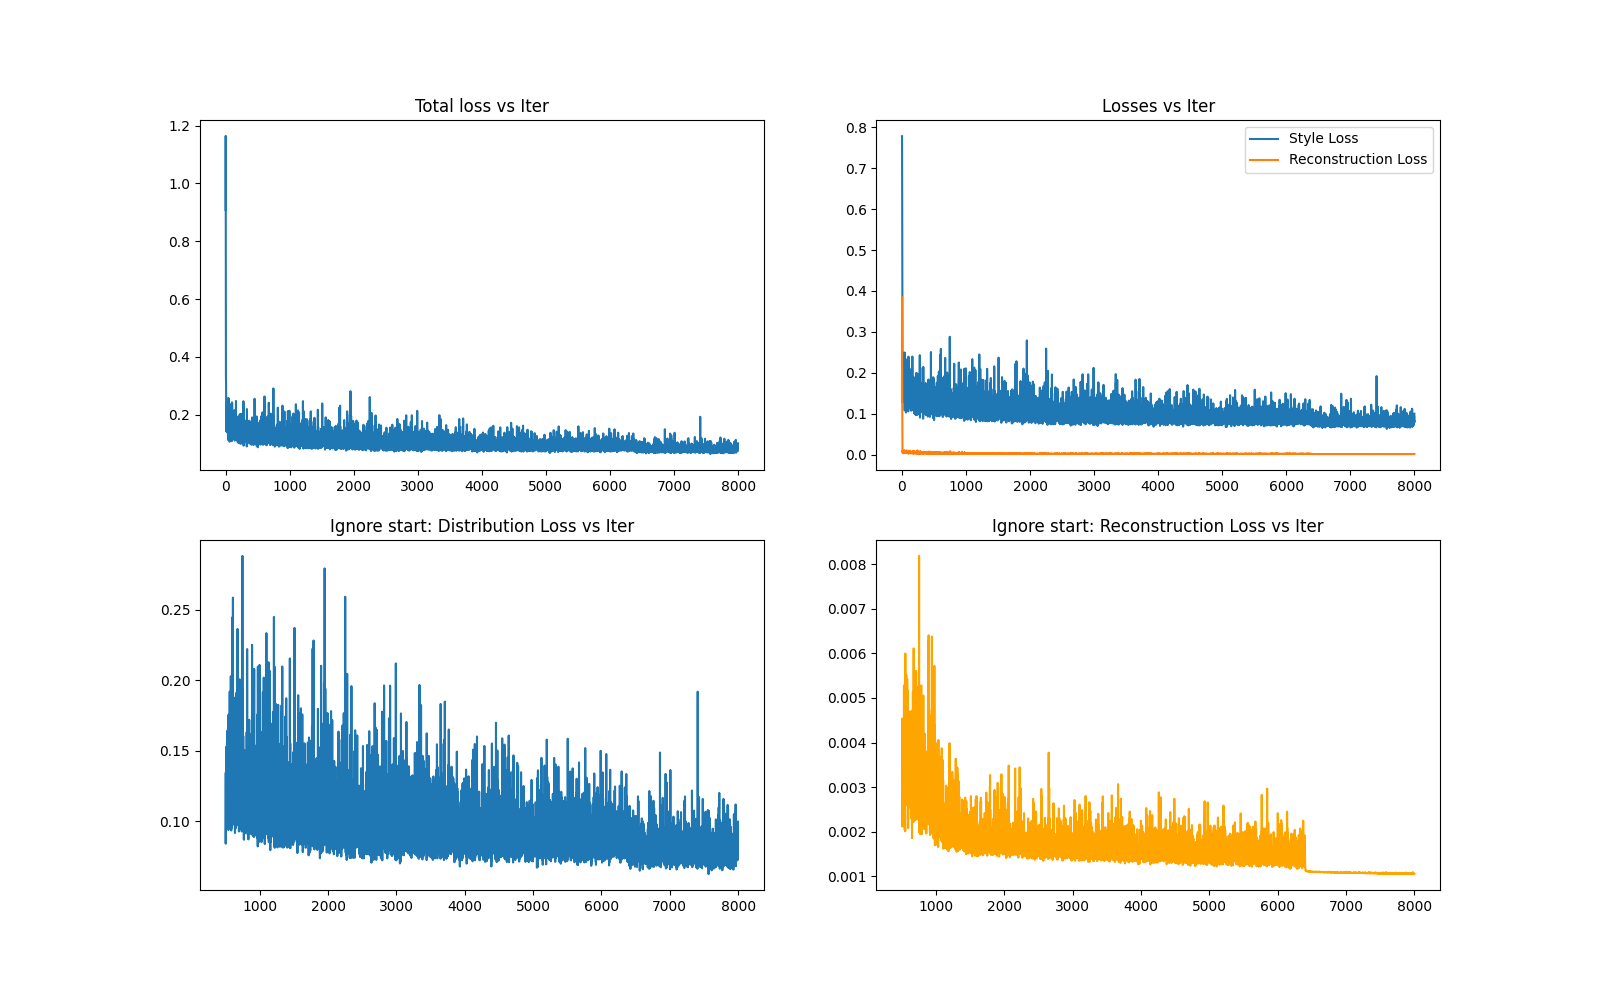 Total loss vs Iter
1.2
1.0
0.8
0.6
0.4
0.2
0 1000 2000 3000 4000 5000 6000 7000 8000
Losses vs Iter
Style Loss
Reconstruction Loss
0.8
0.7
0.6
0.5
0.4
0.3
0.2
0.1
0.0
0 1000 2000 3000 4000 5000 6000 7000 8000
Ignore start: Distribution Loss vs Iter
0.25
0.20
0.15
0.10
1000 2000 3000 4000 5000 6000 7000 8000
Ignore start: Reconstruction Loss vs Iter
0.008
0.007
0.006
0.005
0.004
0.003
0.002
0.001
1000 2000 3000 4000 5000 6000 7000 8000